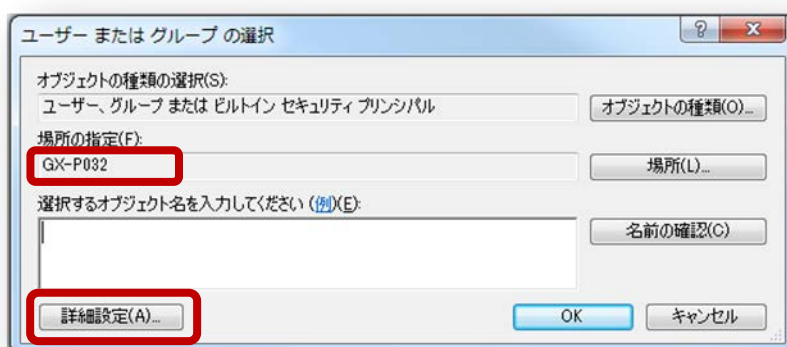 ユーザー または グループ の選択
オブジェクトの種類の選択(S):
ユーザー、グループ または ビルトイン セキュリティ プリンシパル
オブジェクトの種類(O)...
場所の指定(F):
GX-P032
場所(L)...
選択するオブジェクト名を入力してください (例)(E):
名前の確認(C)
詳細設定(A)...
OK
キャンセル